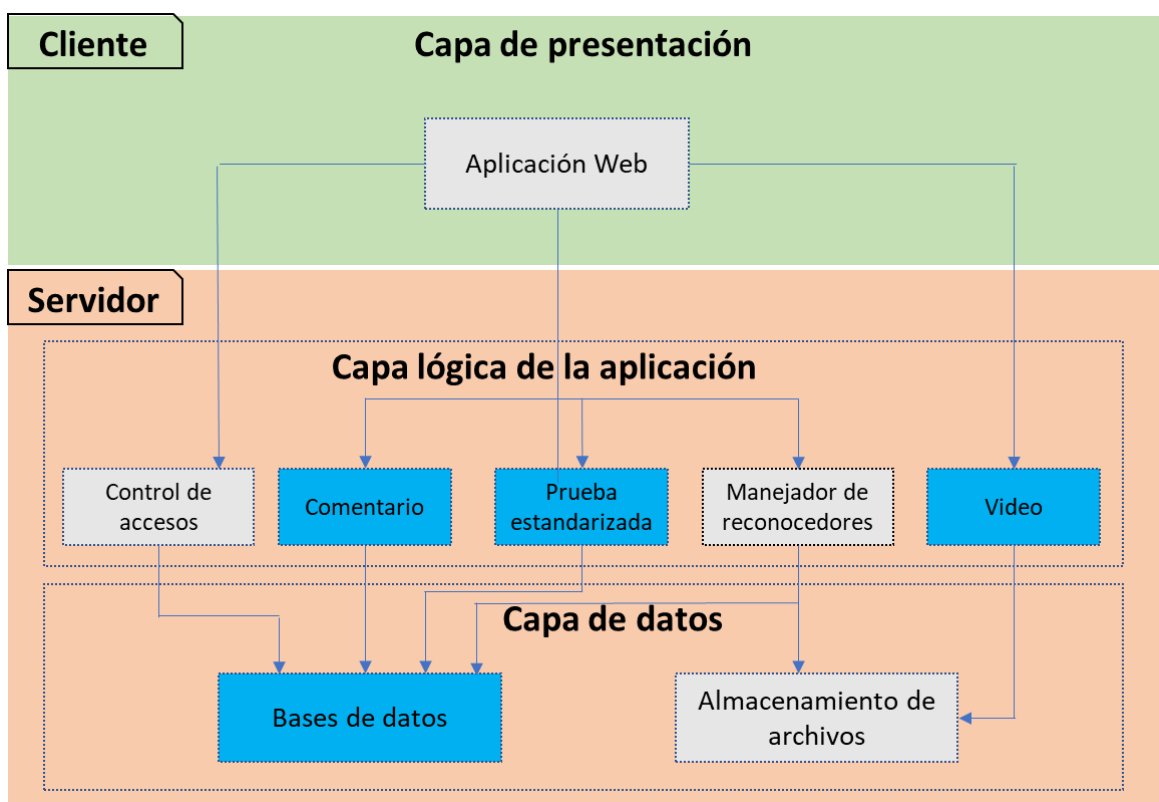 Cliente
Capa de presentación
Aplicación Web
Servidor
Capa lógica de la aplicación
Control de
accesos
Comentario
Prueba
estandarizada
Manejador de
reconocedores
Video
Capa de datos
Bases de datos
Almacenamiento de
archivos